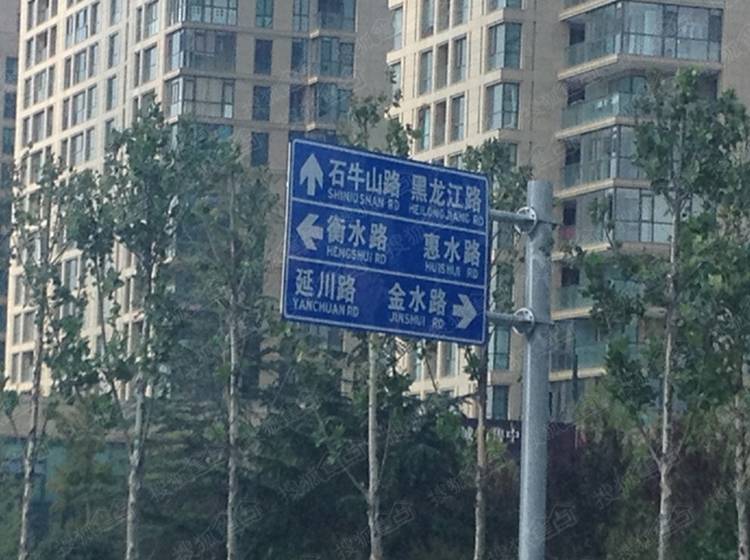 石牛山路 黑龙江路
SHINIUSHAN RD HEILONGJIANG RD
衡水路 惠水路
HENGSHUI RD HUISHUI RD
延川路 金水路
YANCHUAN RD JINSHUI RD